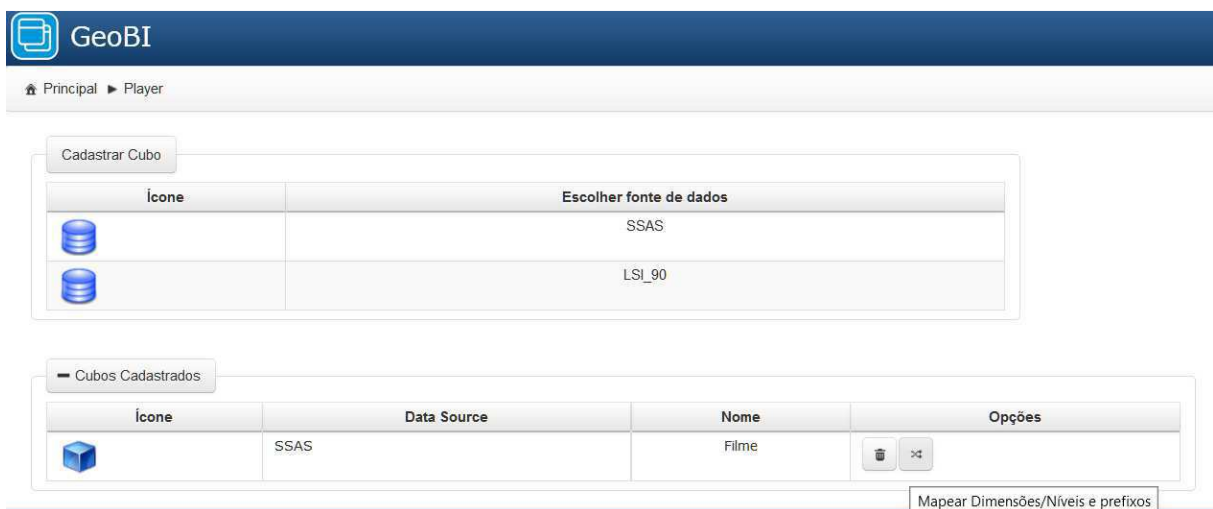 GeoBI
Principal ► Player
Cadastrar Cubo
Ícone Escolher fonte de dados
SSAS
LSI_90
Cubos Cadastrados
Ícone Data Source Nome Opções
SSAS Filme
Mapear Dimensões/Níveis e prefixos